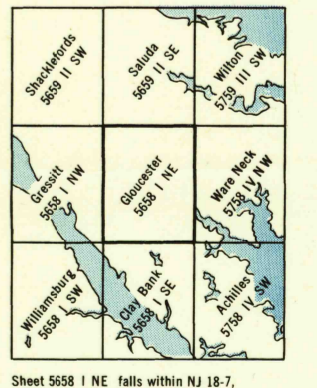 Shacklefords
5659 II SW
Saluda
5659 II SE
Wilton
5759 III SW
Gressitt
5658 I NW
Gloucester
5658 I NE
Ware Neck
5758 IV NW
Williamsburg
5658 I SW
Clay Bank
5658 I SE
Achilles
5758 IV SW
Sheet 5658 I NE falls within NJ 18-7,